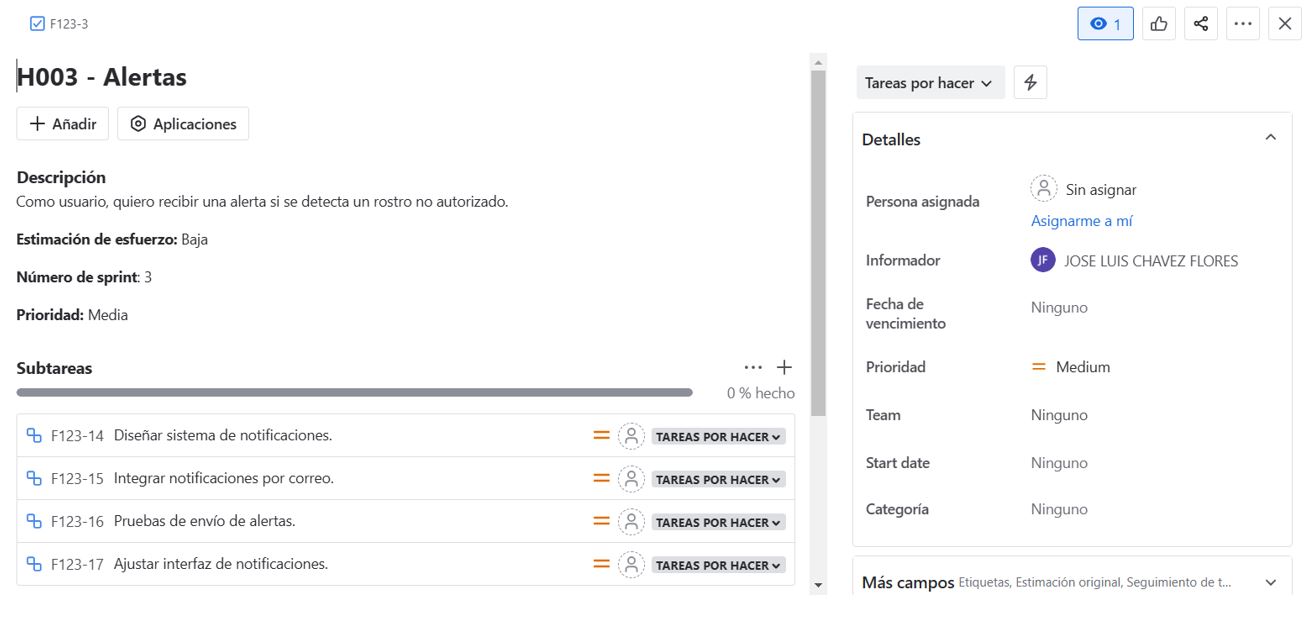 F123-3
1
H003 - Alertas
Añadir
Aplicaciones
Descripción
Como usuario, quiero recibir una alerta si se detecta un rostro no autorizado.
Estimación de esfuerzo: Baja
Número de sprint: 3
Prioridad: Media
Subtareas
0 % hecho
F123-14 Diseñar sistema de notificaciones. TAREAS POR HACER
F123-15 Integrar notificaciones por correo. TAREAS POR HACER
F123-16 Pruebas de envío de alertas. TAREAS POR HACER
F123-17 Ajustar interfaz de notificaciones. TAREAS POR HACER
Tareas por hacer
Detalles
Persona asignada
Sin asignar
Asignarme a mí
Informador
JF JOSE LUIS CHAVEZ FLORES
Fecha de
vencimiento
Ninguno
Prioridad
Medium
Team
Ninguno
Start date
Ninguno
Categoría
Ninguno
Más campos Etiquetas, Estimación original, Seguimiento de t...